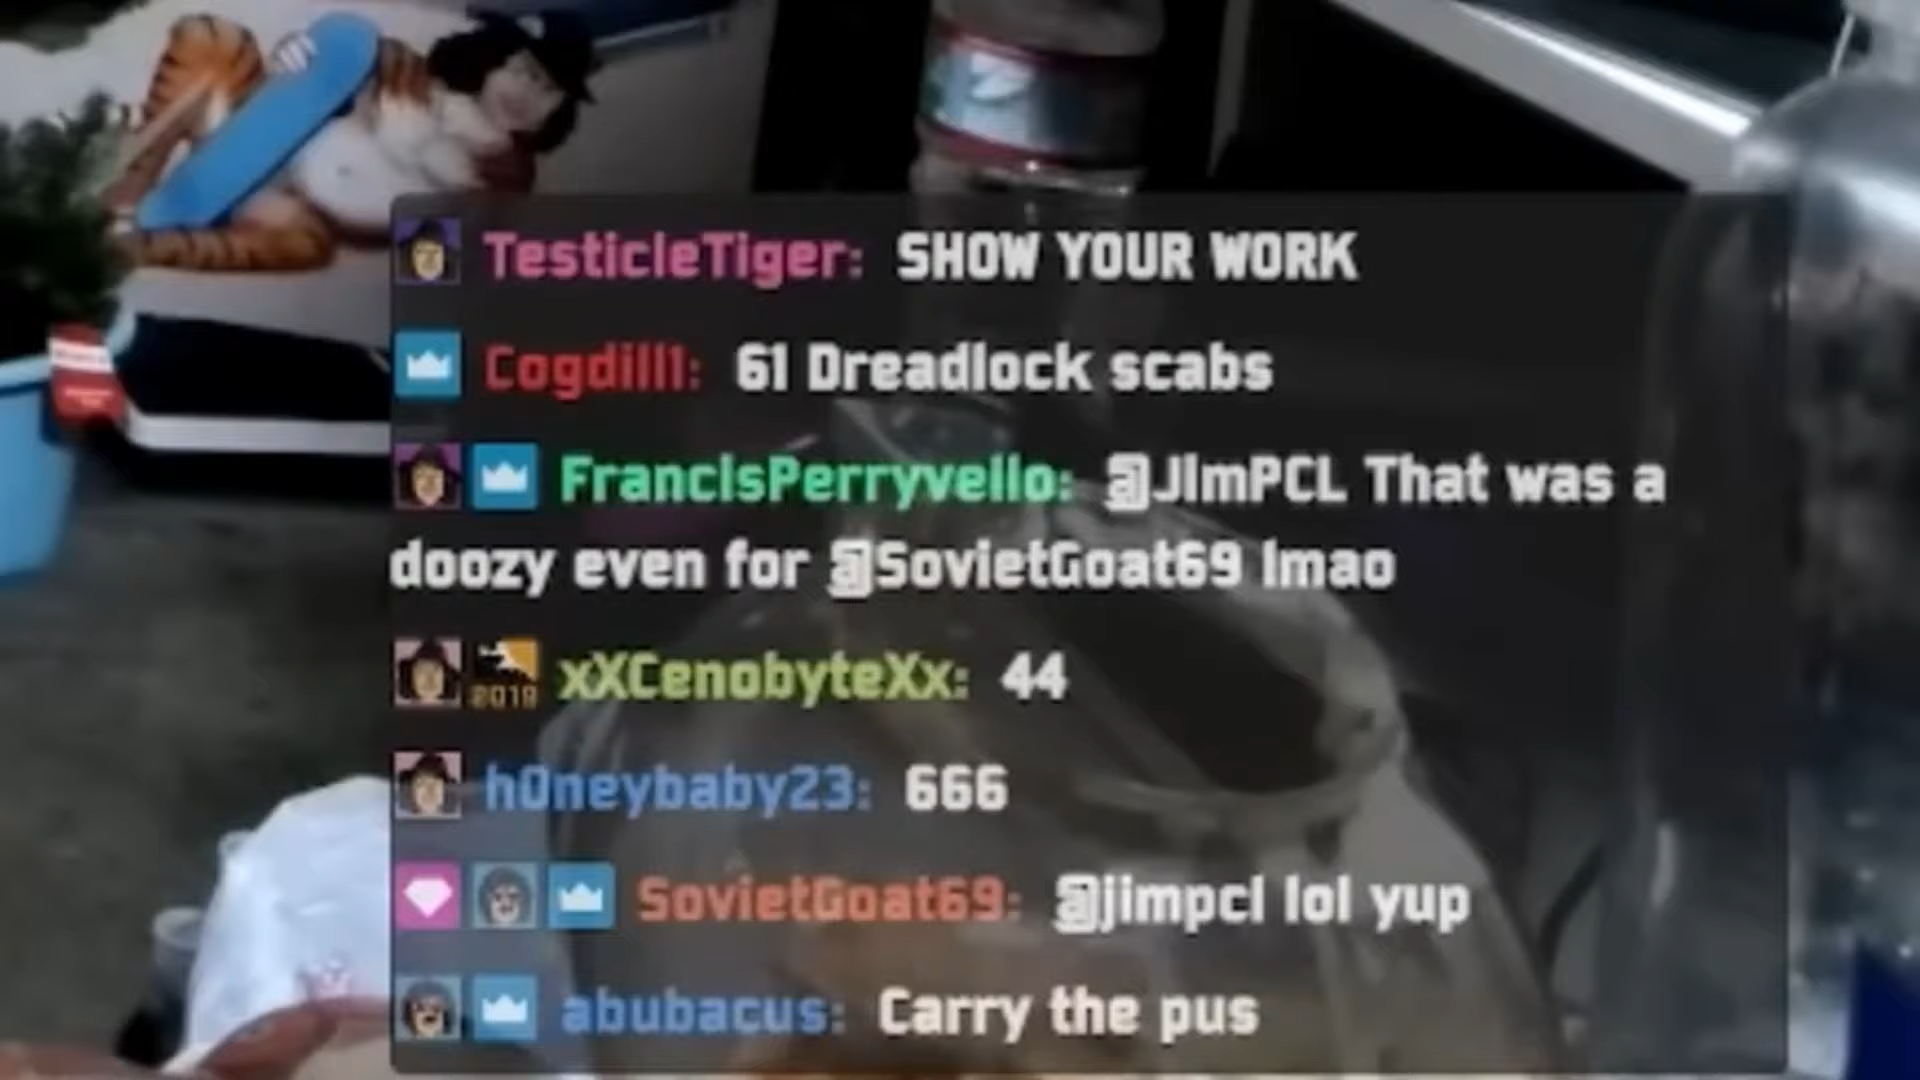 TesticleTiger: SHOW YOUR WORK
Cogdill1: 61 Dreadlock scabs
FrancisPerryvello: @JimPCL That was a
doozy even for @SovietGoat69 lmao
2019 xXCenobyteXx: 44
h0neybaby23: 666
SovietGoat69: @jimpcl lol yup
abubacus: Carry the pus